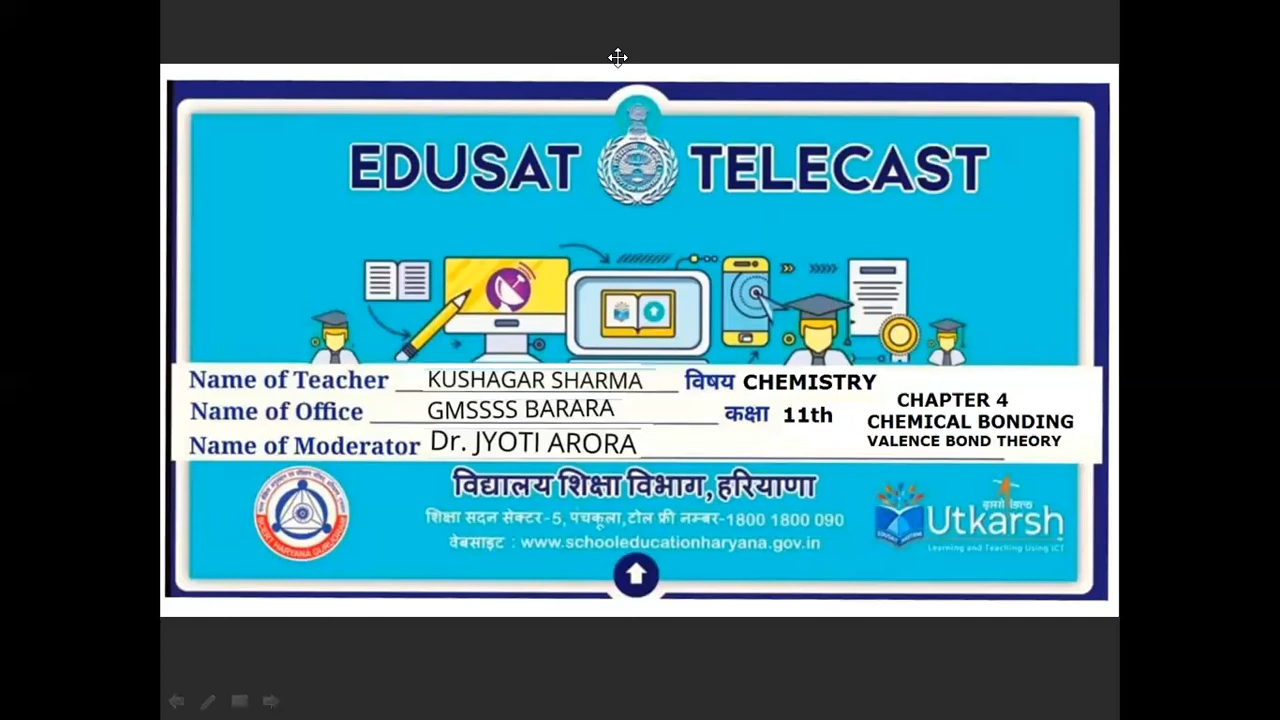 EDUSAT TELECAST
Name of Teacher KUSHAGAR SHARMA विषय CHEMISTRY
Name of Office GMSSSS BARARA कक्षा 11th
Name of Moderator Dr. JYOTI ARORA
CHAPTER 4
CHEMICAL BONDING
VALENCE BOND THEORY
विद्यालय शिक्षा विभाग, हरियाणा
शिक्षा सदन सेक्टर-5, पंचकूला, टोल फ्री नम्बर-1800 1800 090
वेबसाइट : www.schooleducationharyana.gov.in
Utkarsh
Learning and Teaching Using ICT